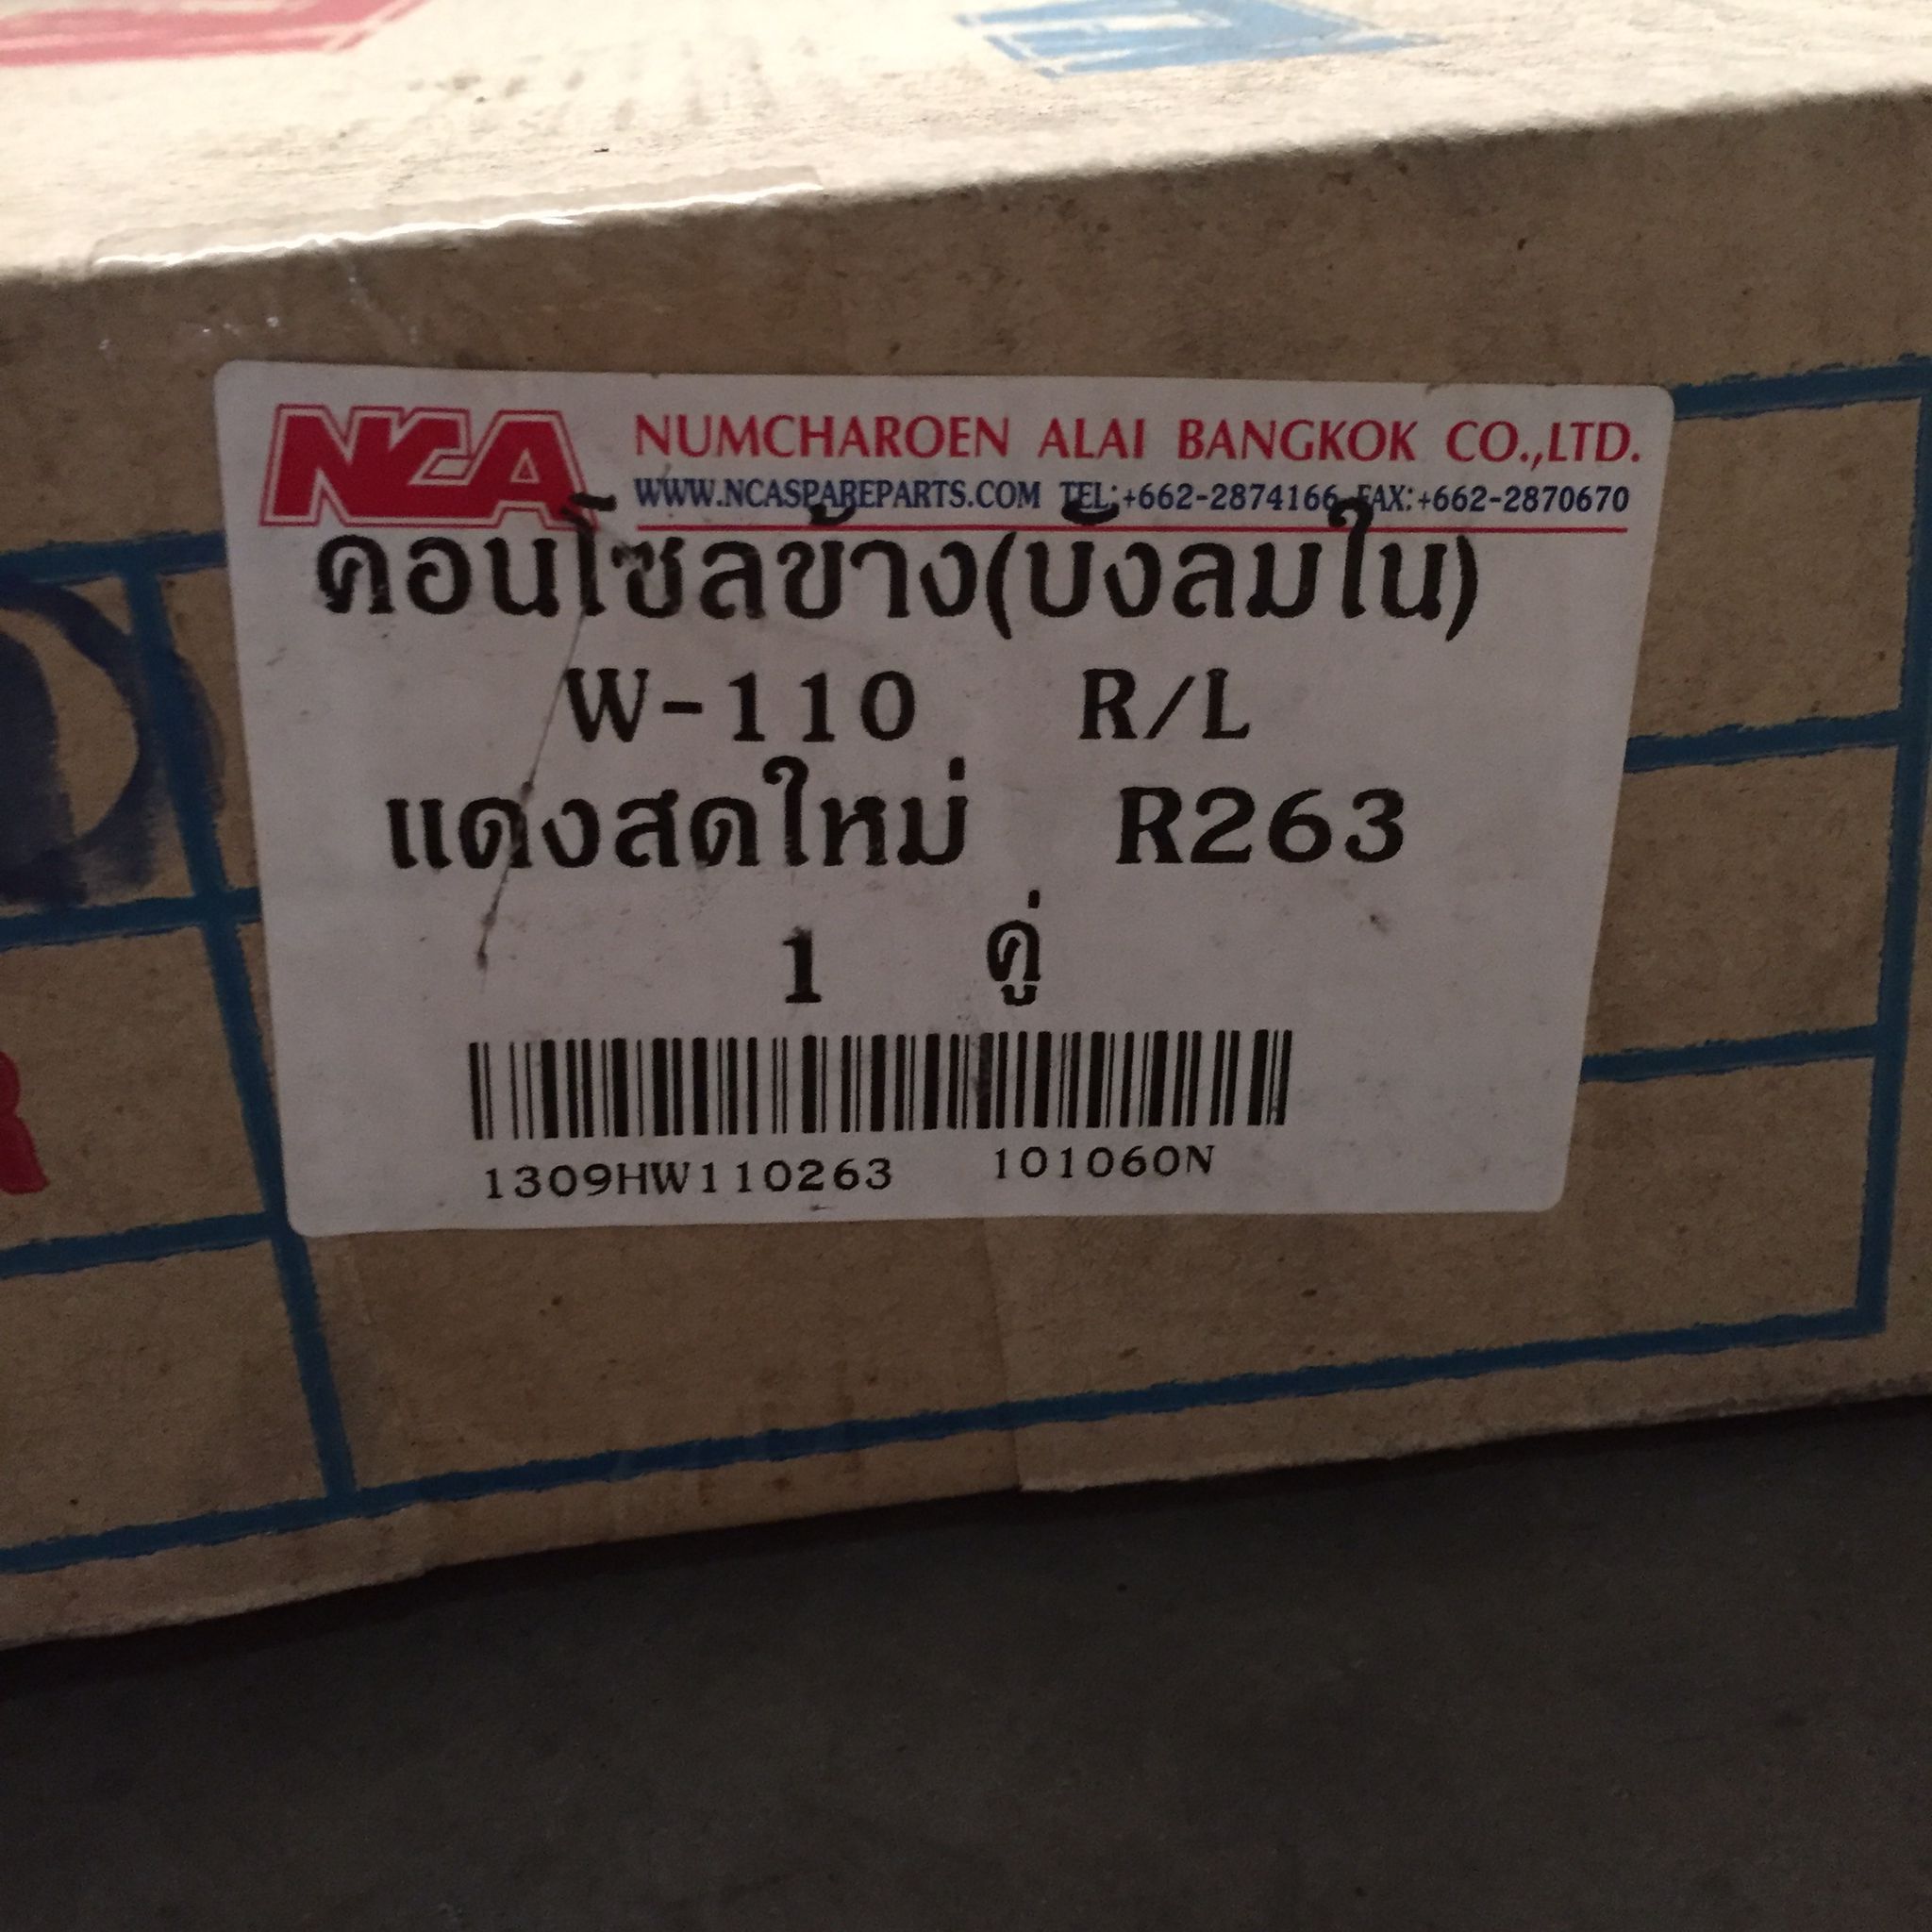 NCA NUMCHAROEN ALAI BANGKOK CO.,LTD.
WWW.NCASPAREPARTS.COM TEL:+662-2874166 FAX:+662-2870670
คอนโซลข้าง(บังลมใน)
W-110 R/L
แดงสดใหม่ R263
1 คู่
1309HW110263 101060N
R